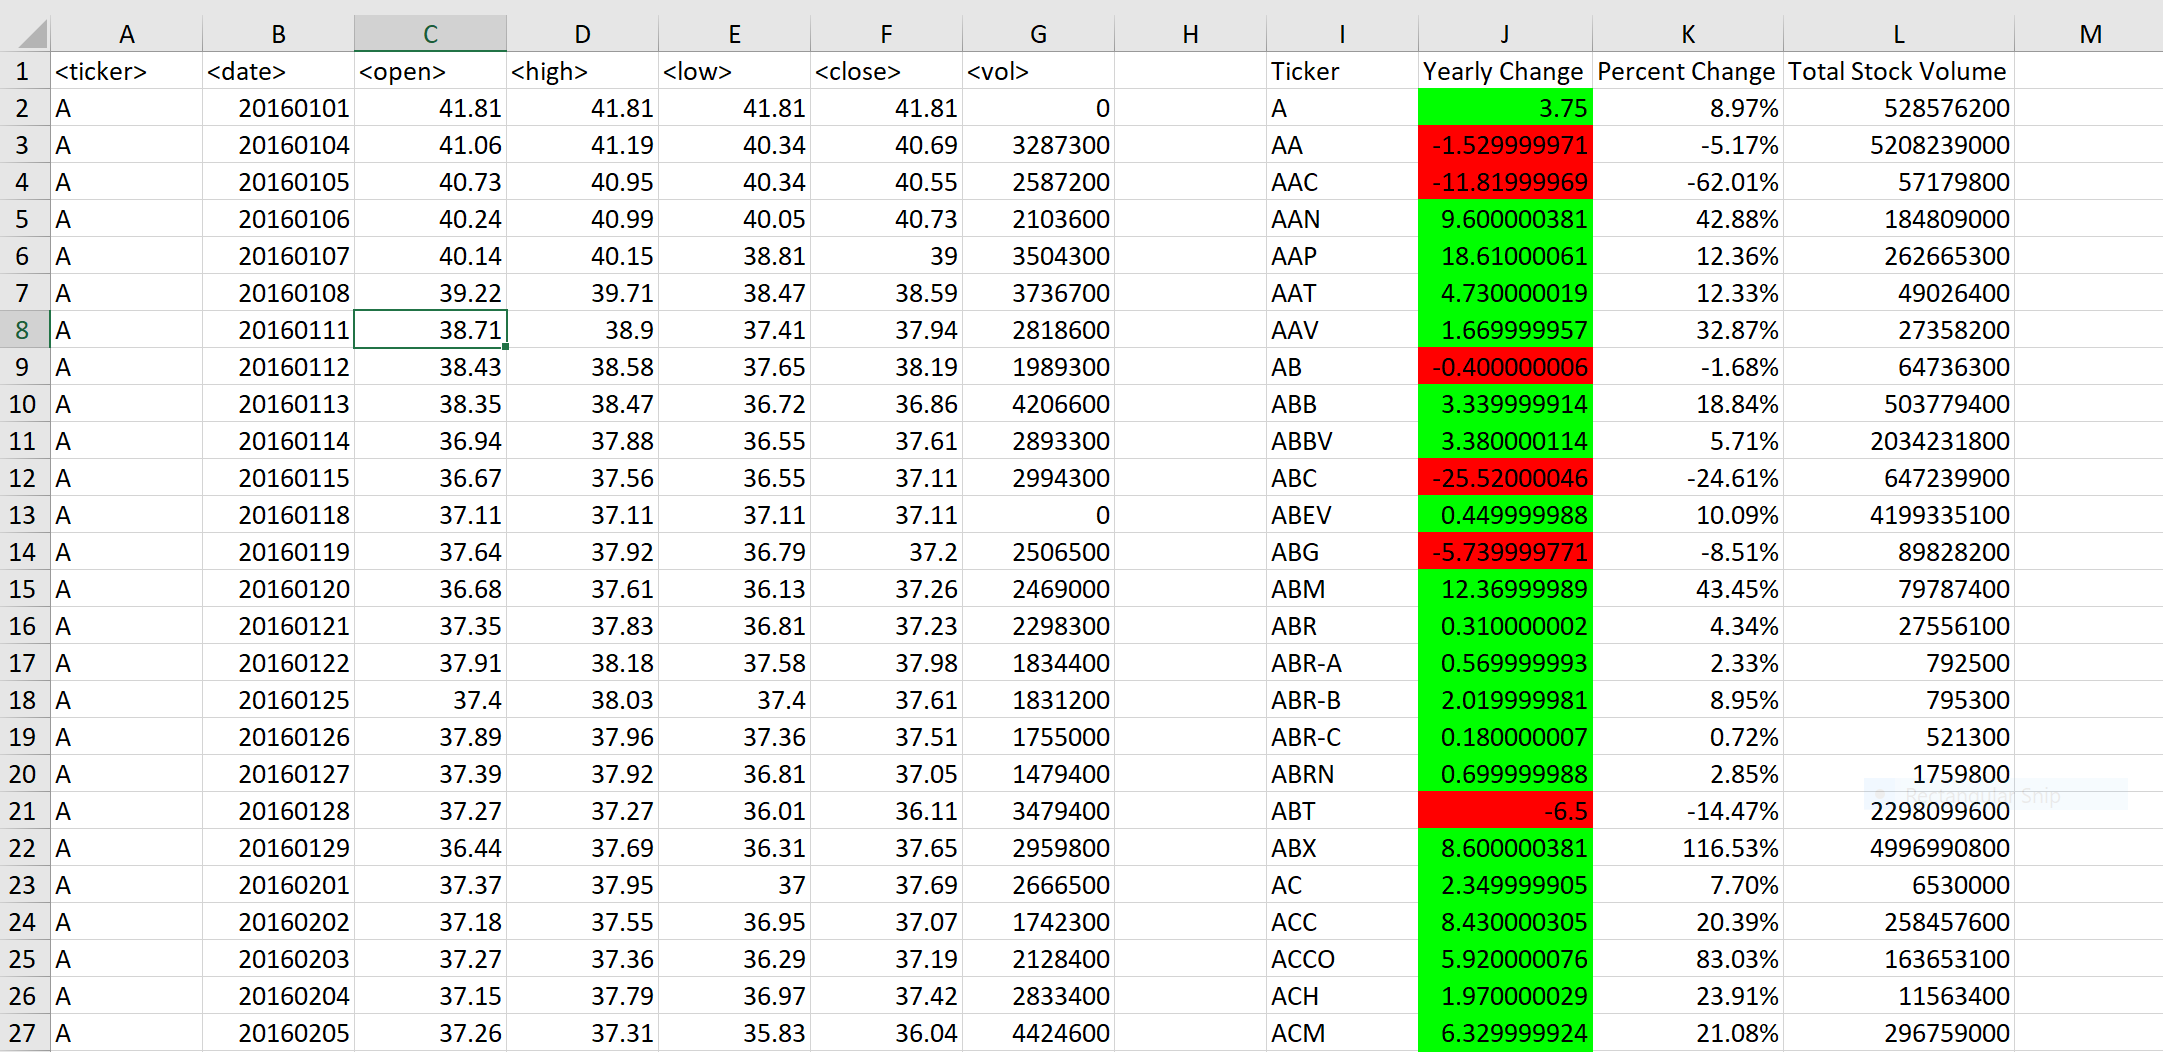 A B C D E F G H I J K L M
1 <ticker> <date> <open> <high> <low> <close> <vol> Ticker Yearly Change Percent Change Total Stock Volume
2 A 20160101 41.81 41.81 41.81 41.81 0 A 3.75 8.97% 528576200
3 A 20160104 41.06 41.19 40.34 40.69 3287300 AA -1.529999971 -5.17% 5208239000
4 A 20160105 40.73 40.95 40.34 40.55 2587200 AAC -11.81999969 -62.01% 57179800
5 A 20160106 40.24 40.99 40.05 40.73 2103600 AAN 9.600000381 42.88% 184809000
6 A 20160107 40.14 40.15 38.81 39 3504300 AAP 18.61000061 12.36% 262665300
7 A 20160108 39.22 39.71 38.47 38.59 3736700 AAT 4.730000019 12.33% 49026400
8 A 20160111 38.71 38.9 37.41 37.94 2818600 AAV 1.669999957 32.87% 27358200
9 A 20160112 38.43 38.58 37.65 38.19 1989300 AB -0.400000006 -1.68% 64736300
10 A 20160113 38.35 38.47 36.72 36.86 4206600 ABB 3.339999914 18.84% 503779400
11 A 20160114 36.94 37.88 36.55 37.61 2893300 ABBV 3.380000114 5.71% 2034231800
12 A 20160115 36.67 37.56 36.55 37.11 2994300 ABC -25.52000046 -24.61% 647239900
13 A 20160118 37.11 37.11 37.11 37.11 0 ABEV 0.449999988 10.09% 4199335100
14 A 20160119 37.64 37.92 36.79 37.2 2506500 ABG -5.739999771 -8.51% 89828200
15 A 20160120 36.68 37.61 36.13 37.26 2469000 ABM 12.36999989 43.45% 79787400
16 A 20160121 37.35 37.83 36.81 37.23 2298300 ABR 0.310000002 4.34% 27556100
17 A 20160122 37.91 38.18 37.58 37.98 1834400 ABR-A 0.569999993 2.33% 792500
18 A 20160125 37.4 38.03 37.4 37.61 1831200 ABR-B 2.019999981 8.95% 795300
19 A 20160126 37.89 37.96 37.36 37.51 1755000 ABR-C 0.180000007 0.72% 521300
20 A 20160127 37.39 37.92 36.81 37.05 1479400 ABRN 0.699999988 2.85% 1759800
Rectangular Snip
21 A 20160128 37.27 37.27 36.01 36.11 3479400 ABT -6.5 -14.47% 2298099600
22 A 20160129 36.44 37.69 36.31 37.65 2959800 ABX 8.600000381 116.53% 4996990800
23 A 20160201 37.37 37.95 37 37.69 2666500 AC 2.349999905 7.70% 6530000
24 A 20160202 37.18 37.55 36.95 37.07 1742300 ACC 8.430000305 20.39% 258457600
25 A 20160203 37.27 37.36 36.29 37.19 2128400 ACCO 5.920000076 83.03% 163653100
26 A 20160204 37.15 37.79 36.97 37.42 2833400 ACH 1.970000029 23.91% 11563400
27 A 20160205 37.26 37.31 35.83 36.04 4424600 ACM 6.329999924 21.08% 296759000